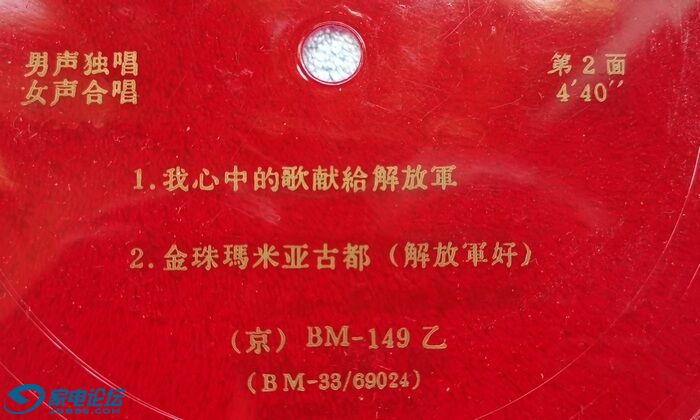 男声独唱
女声合唱
第2面
4′40″
1.我心中的歌献給解放軍
2.金珠瑪米亚古都(解放軍好)
(京) BM-149乙
(BM-33/69024)
家电论坛
JD885.COM